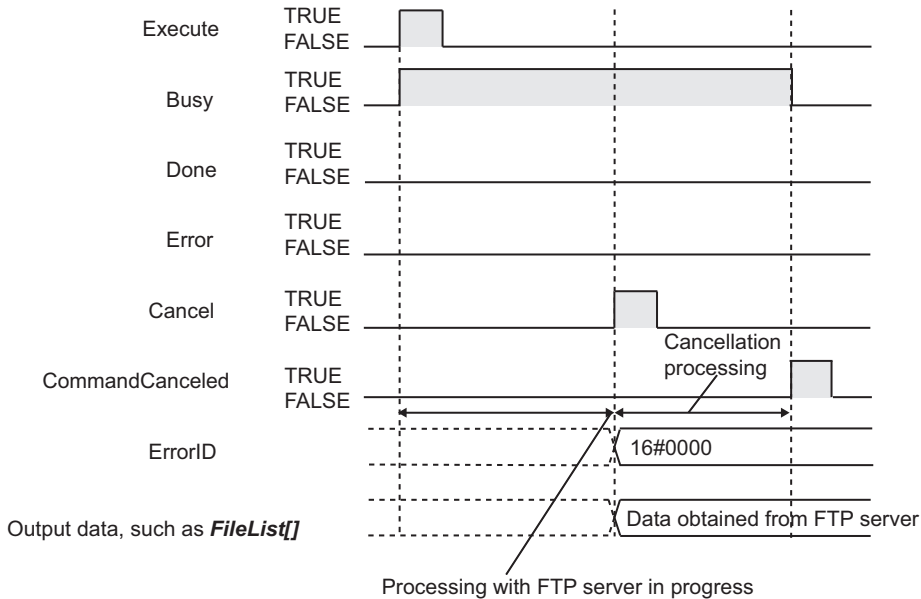 Execute
TRUE
FALSE
Busy
TRUE
FALSE
Done
TRUE
FALSE
Error
TRUE
FALSE
Cancel
TRUE
FALSE
Cancellation
processing
CommandCanceled
TRUE
FALSE
ErrorID
16#0000
Output data, such as FileList[]
Data obtained from FTP server
Processing with FTP server in progress